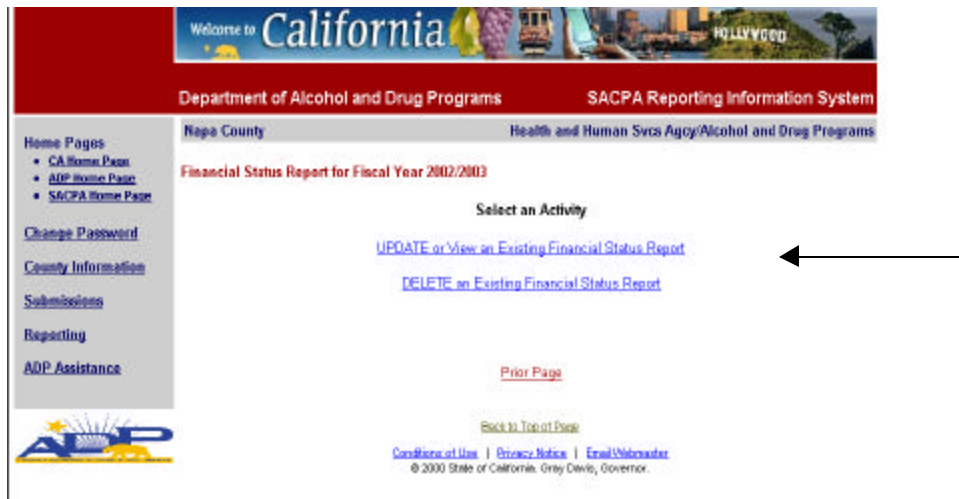 Welcome to California
HOLLYWOOD
Department of Alcohol and Drug Programs SACPA Reporting Information System
Napa County Health and Human Svcs Agcy/Alcohol and Drug Programs
Home Pages
• CA Home Page
• ADP Home Page
• SACPA Home Page
Change Password
County Information
Submissions
Reporting
ADP Assistance
Financial Status Report for Fiscal Year 2002/2003
Select an Activity
UPDATE or View an Existing Financial Status Report
DELETE an Existing Financial Status Report
Prior Page
Back to Top of Page
Conditions of Use | Privacy Notice | Email Webmaster
© 2000 State of California. Gray Davis, Governor.
ADP